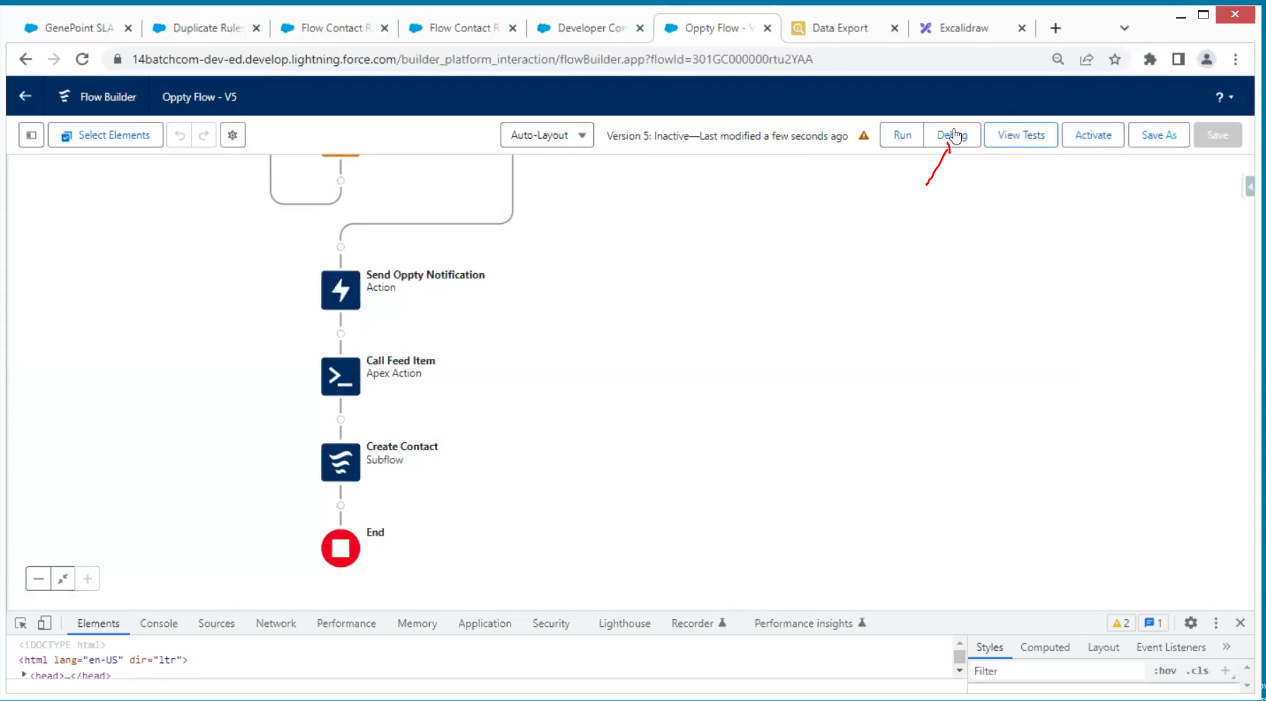 GenePoint SLA
Duplicate Rules
Flow Contact R
Flow Contact R
Developer Con
Oppty Flow - V
Data Export
Excalidraw
14batchcom-dev-ed.develop.lightning.force.com/builder_platform_interaction/flowBuilder.app?flowId=301GC000000rtu2YAA
Flow Builder
Oppty Flow - V5
?
Select Elements
Auto-Layout
Version 5: Inactive—Last modified a few seconds ago
Run
Debug
View Tests
Activate
Save As
Save
Send Oppty Notification
Action
Call Feed Item
Apex Action
Create Contact
Subflow
End
Elements
Console
Sources
Network
Performance
Memory
Application
Security
Lighthouse
Recorder
Performance insights
2
1
<!DOCTYPE html>
<html lang="en-US" dir="ltr">
<head>…</head>
Styles
Computed
Layout
Event Listeners
Filter
:hov .cls